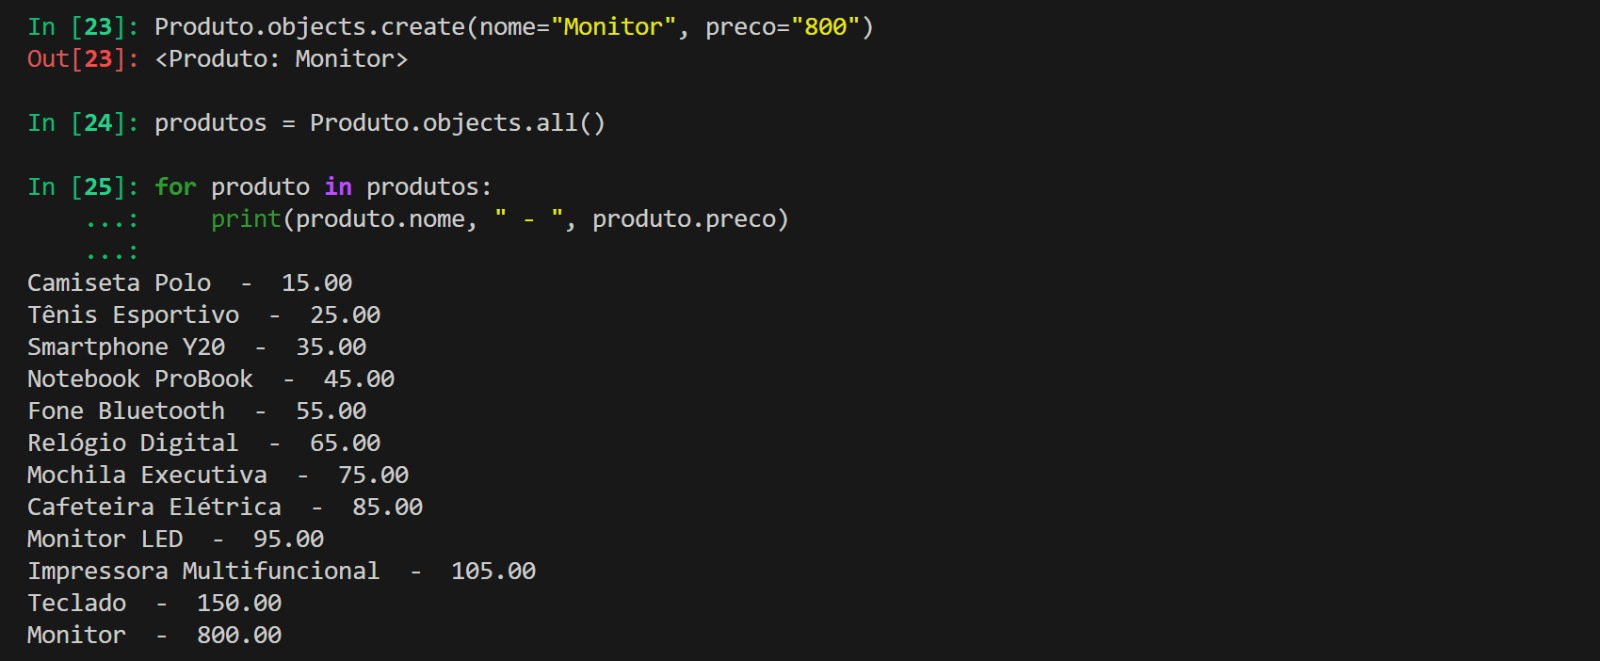 In [23]: Produto.objects.create(nome="Monitor", preco="800")
Out[23]: <Produto: Monitor>
In [24]: produtos = Produto.objects.all()
In [25]: for produto in produtos:
    ...:     print(produto.nome, " - ", produto.preco)
    ...:
Camiseta Polo  -  15.00
Tênis Esportivo  -  25.00
Smartphone Y20  -  35.00
Notebook ProBook  -  45.00
Fone Bluetooth  -  55.00
Relógio Digital  -  65.00
Mochila Executiva  -  75.00
Cafeteira Elétrica  -  85.00
Monitor LED  -  95.00
Impressora Multifuncional  -  105.00
Teclado  -  150.00
Monitor  -  800.00